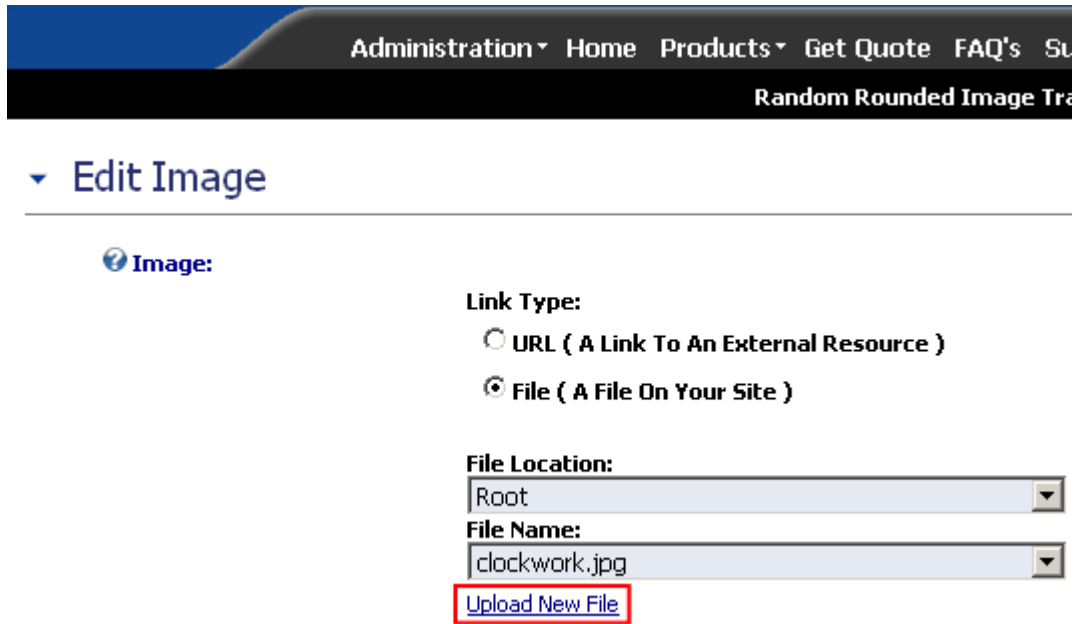 Administration Home Products Get Quote FAQ's
Random Rounded Image
Edit Image
Image:
Link Type:
URL ( A Link To An External Resource )
File ( A File On Your Site )
File Location:
Root
File Name:
clockwork.jpg
Upload New File